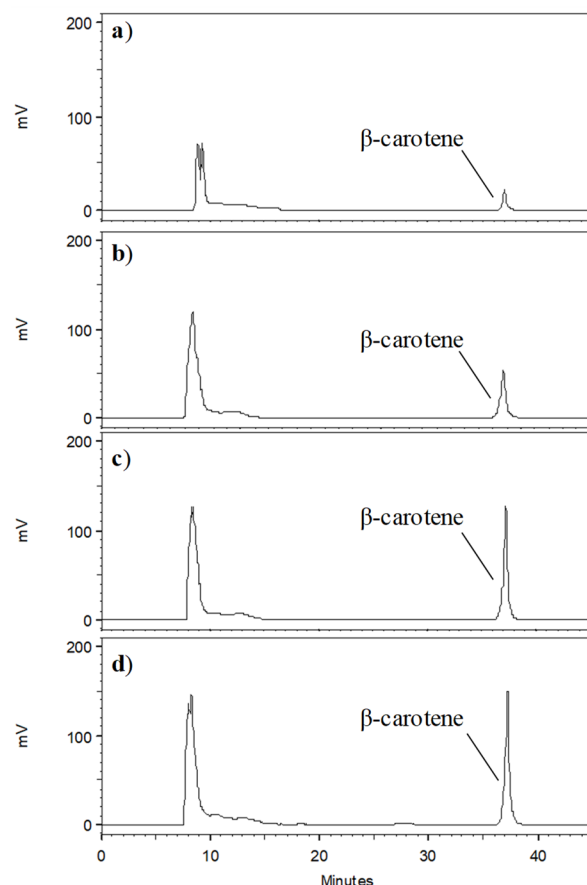 a)
200
100
0
mV
β-carotene
b)
200
100
0
mV
β-carotene
c)
200
100
0
mV
β-carotene
d)
200
100
0
mV
β-carotene
0 10 20 30 40
Minutes